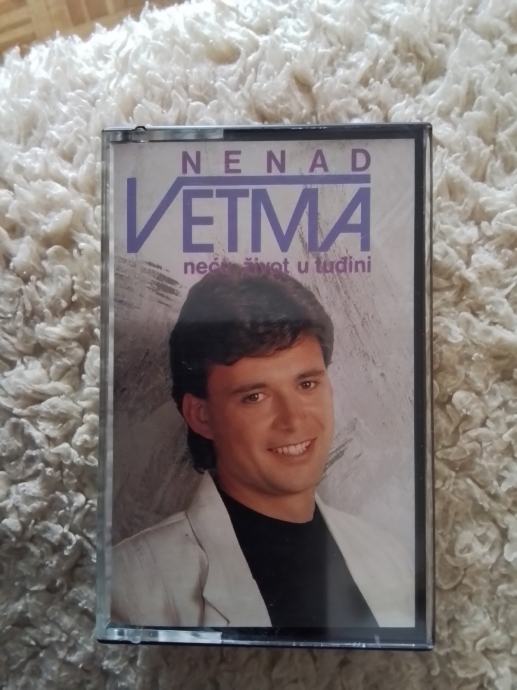 NENAD
VETMA
neću život u tuđini